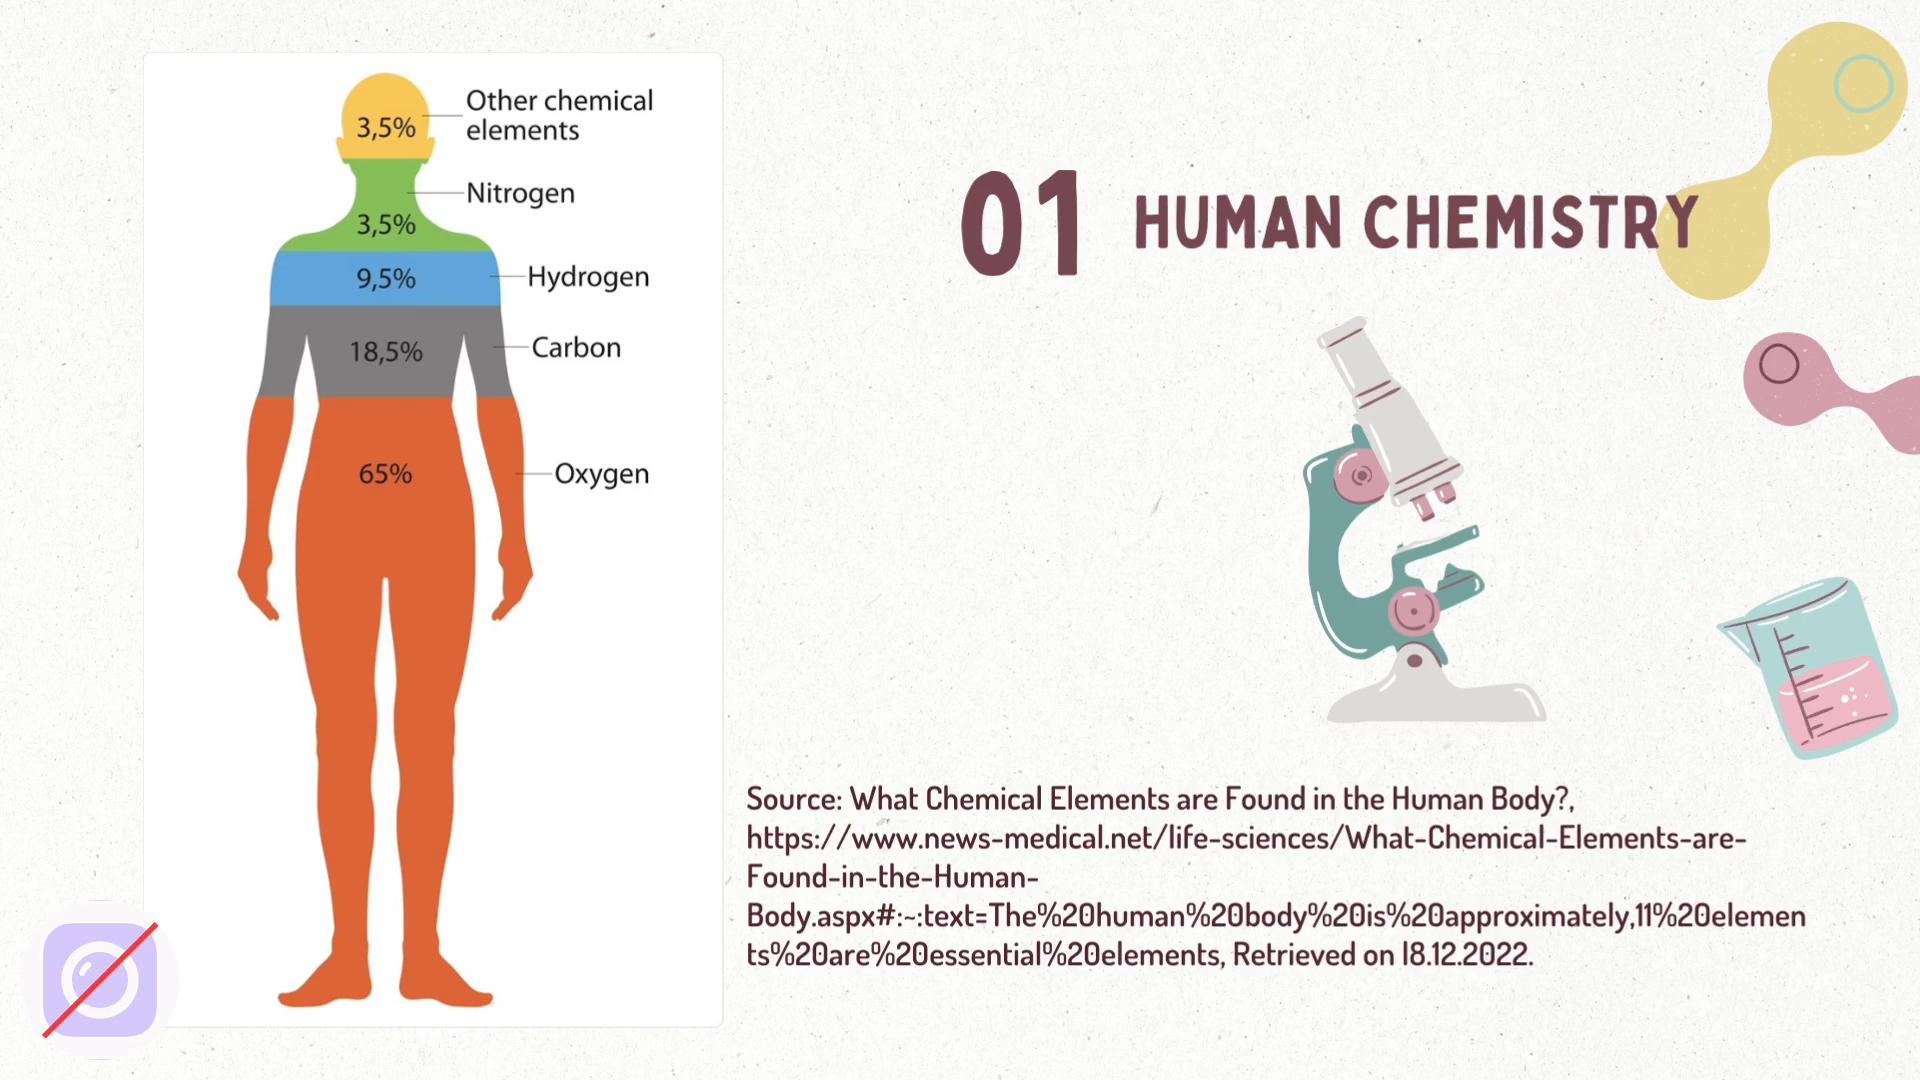 Other chemical
elements
3,5%
Nitrogen
3,5%
9,5%
Hydrogen
18,5%
Carbon
65%
Oxygen
01 HUMAN CHEMISTRY
Source: What Chemical Elements are Found in the Human Body?,
https://www.news-medical.net/life-sciences/What-Chemical-Elements-are-
Found-in-the-Human-
Body.aspx#:~:text=The%20human%20body%20is%20approximately,11%20elemen
ts%20are%20essential%20elements, Retrieved on 18.12.2022.